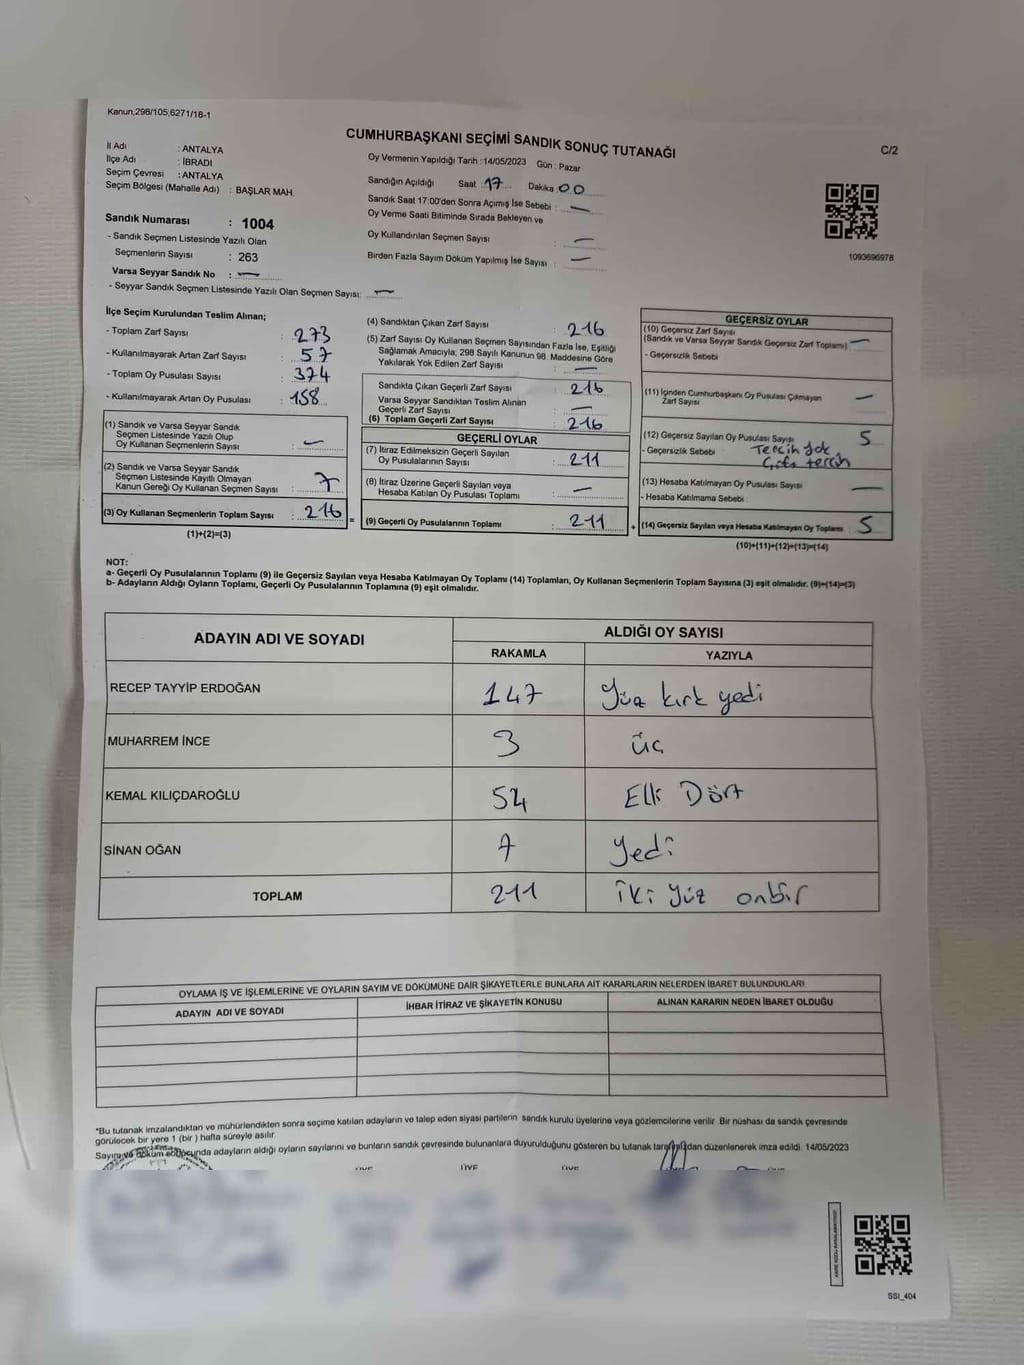 Kanun,298/105;6271/18-1
CUMHURBAŞKANI SEÇİMİ SANDIK SONUÇ TUTANAĞI
C/2
İl Adı : ANTALYA
İlçe Adı : İBRADI
Seçim Çevresi : ANTALYA
Seçim Bölgesi (Mahalle Adı) : BAŞLAR MAH.
Oy Vermenin Yapıldığı Tarih : 14/05/2023 Gün : Pazar
Sandığın Açıldığı Saat 17 Dakika 00
Sandık Saat 17:00'den Sonra Açımış İse Sebebi : —
Oy Verme Saati Bitiminde Sırada Bekleyen ve
Oy Kullandırılan Seçmen Sayısı : —
Birden Fazla Sayım Döküm Yapılmış İse Sayısı : —
1093696978
Sandık Numarası : 1004
- Sandık Seçmen Listesinde Yazılı Olan
Seçmenlerin Sayısı : 263
Varsa Seyyar Sandık No : —
- Seyyar Sandık Seçmen Listesinde Yazılı Olan Seçmen Sayısı: —
İlçe Seçim Kurulundan Teslim Alınan;
- Toplam Zarf Sayısı : 273
- Kullanılmayarak Artan Zarf Sayısı : 57
- Toplam Oy Pusulası Sayısı : 374
- Kullanılmayarak Artan Oy Pusulası : 158
(1) Sandık ve Varsa Seyyar Sandık
Seçmen Listesinde Yazılı Olup
Oy Kullanan Seçmenlerin Sayısı : —
(2) Sandık ve Varsa Seyyar Sandık
Seçmen Listesinde Kayıtlı Olmayan
Kanun Gereği Oy Kullanan Seçmen Sayısı : 7
(3) Oy Kullanan Seçmenlerin Toplam Sayısı : 216
(1)+(2)=(3)
(4) Sandıktan Çıkan Zarf Sayısı : 216
(5) Zarf Sayısı Oy Kullanan Seçmen Sayısından Fazla İse, Eşitliği
Sağlamak Amacıyla; 298 Sayılı Kanunun 98. Maddesine Göre
Yakılarak Yok Edilen Zarf Sayısı : —
Sandıkta Çıkan Geçerli Zarf Sayısı : 216
Varsa Seyyar Sandıktan Teslim Alınan
Geçerli Zarf Sayısı : —
(6) Toplam Geçerli Zarf Sayısı : 216
GEÇERLİ OYLAR
(7) İtiraz Edilmeksizin Geçerli Sayılan
Oy Pusulalarının Sayısı : 211
(8) İtiraz Üzerine Geçerli Sayılan veya
Hesaba Katılan Oy Pusulası Toplamı : —
= (9) Geçerli Oy Pusulalarının Toplamı : 211
GEÇERSİZ OYLAR
(10) Geçersiz Zarf Sayısı
(Sandık ve Varsa Seyyar Sandık Geçersiz Zarf Toplamı) —
- Geçersizlik Sebebi
(11) İçinden Cumhurbaşkanı Oy Pusulası Çıkmayan
Zarf Sayısı —
(12) Geçersiz Sayılan Oy Pusulası Sayısı 5
- Geçersizlik Sebebi Tercih Yok
Çift tercih
(13) Hesaba Katılmayan Oy Pusulası Sayısı —
- Hesaba Katılmama Sebebi
+ (14) Geçersiz Sayılan veya Hesaba Katılmayan Oy Toplamı : 5
(10)+(11)+(12)+(13)=(14)
NOT:
a- Geçerli Oy Pusulalarının Toplamı (9) ile Geçersiz Sayılan veya Hesaba Katılmayan Oy Toplamı (14) Toplamları, Oy Kullanan Seçmenlerin Toplam Sayısına (3) eşit olmalıdır. (9)+(14)=(3)
b- Adayların Aldığı Oyların Toplamı, Geçerli Oy Pusulalarının Toplamına (9) eşit olmalıdır.
ADAYIN ADI VE SOYADI ALDIĞI OY SAYISI
RAKAMLA YAZIYLA
RECEP TAYYİP ERDOĞAN 147 Yüz kırk yedi
MUHARREM İNCE 3 üç
KEMAL KILIÇDAROĞLU 54 Elli Dört
SİNAN OĞAN 7 Yedi
TOPLAM 211 iki yüz onbir
OYLAMA İŞ VE İŞLEMLERİNE VE OYLARIN SAYIM VE DÖKÜMÜNE DAİR ŞİKAYETLERLE BUNLARA AİT KARARLARIN NELERDEN İBARET BULUNDUKLARI
ADAYIN ADI VE SOYADI İHBAR İTİRAZ VE ŞİKAYETİN KONUSU ALINAN KARARIN NEDEN İBARET OLDUĞU
*Bu tutanak imzalandıktan ve mühürlendikten sonra seçime katılan adayların ve talep eden siyasi partilerin sandık kurulu üyelerine veya gözlemcilerine verilir. Bir nüshası da sandık çevresinde
görülecek bir yere 1 (bir ) hafta süreyle asılır.
Sayım ve döküm sonucunda adayların aldığı oyların sayılarını ve bunların sandık çevresinde bulunanlara duyurulduğunu gösteren bu tutanak tarafımızdan düzenlenerek imza edildi. 14/05/2023
SSI_404